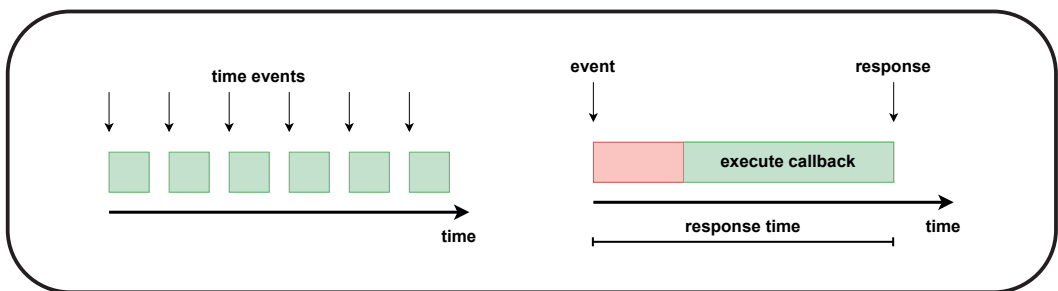 time events
time
event
response
execute callback
time
response time